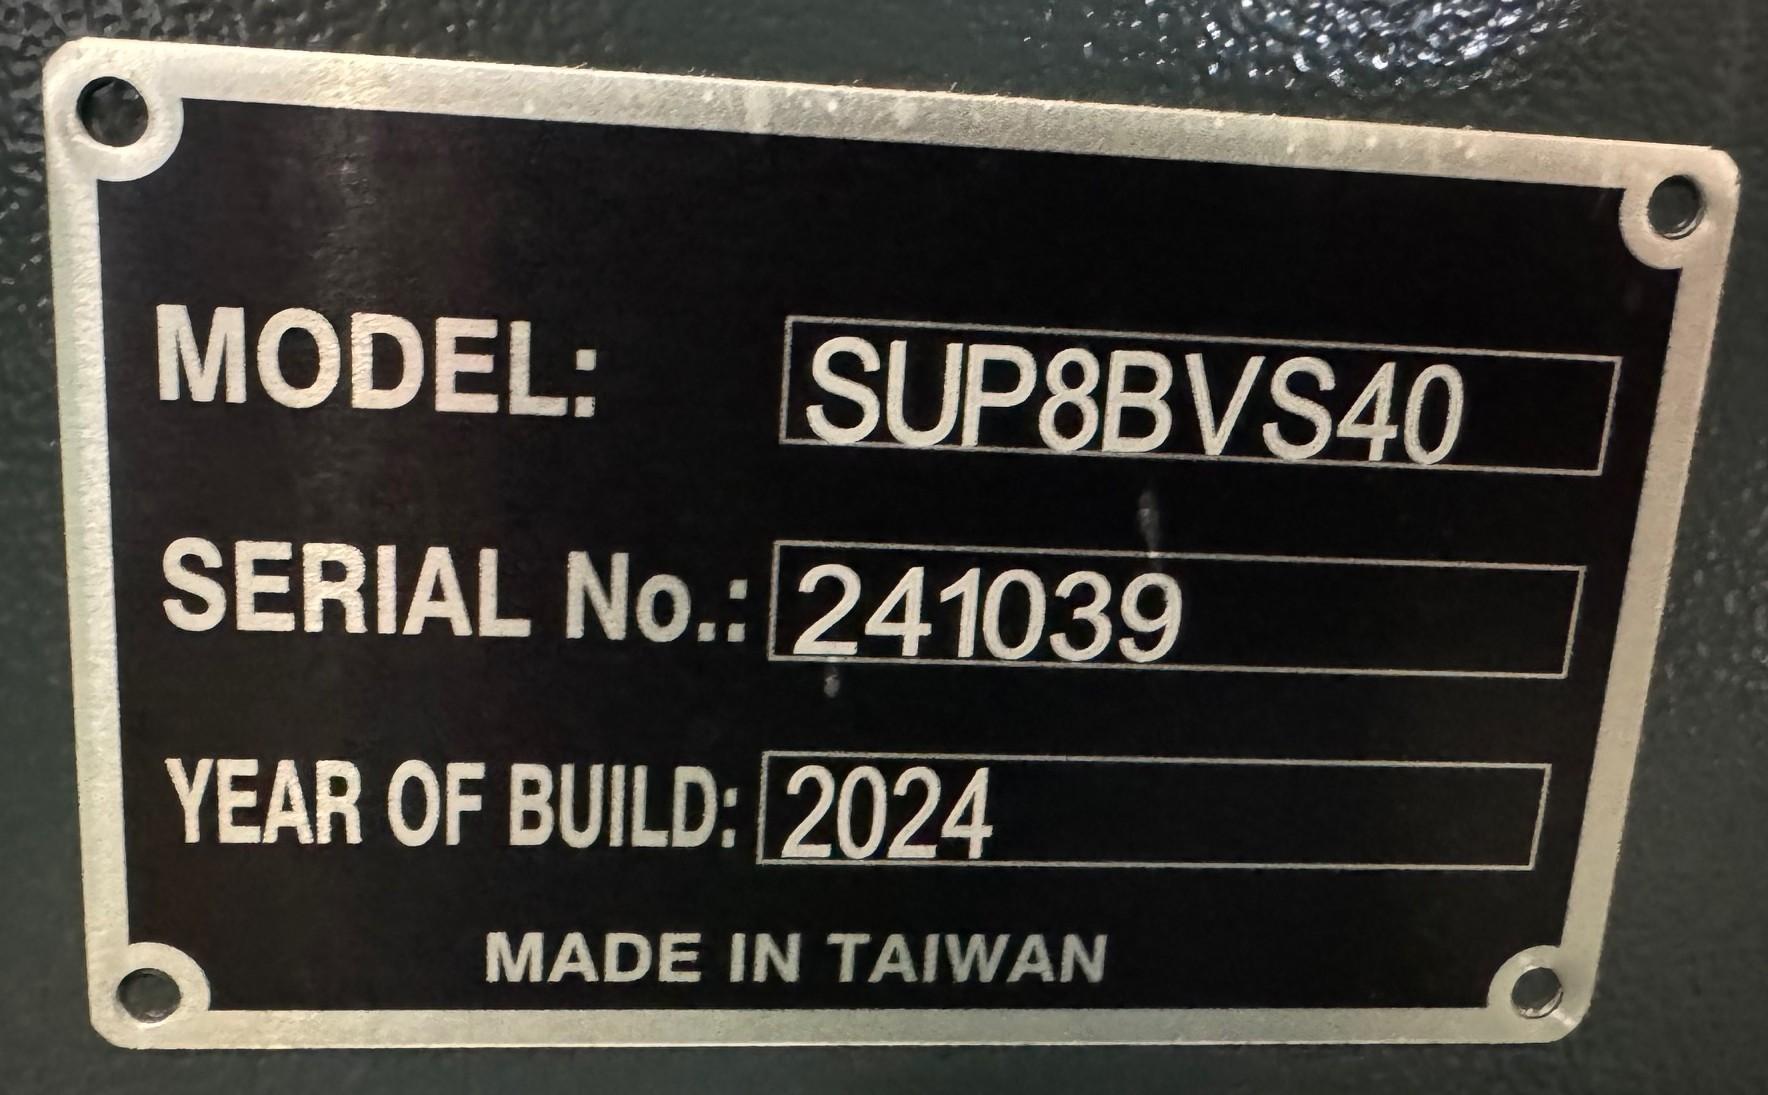 MODEL: SUP8BVS40
SERIAL No.: 241039
YEAR OF BUILD: 2024
MADE IN TAIWAN